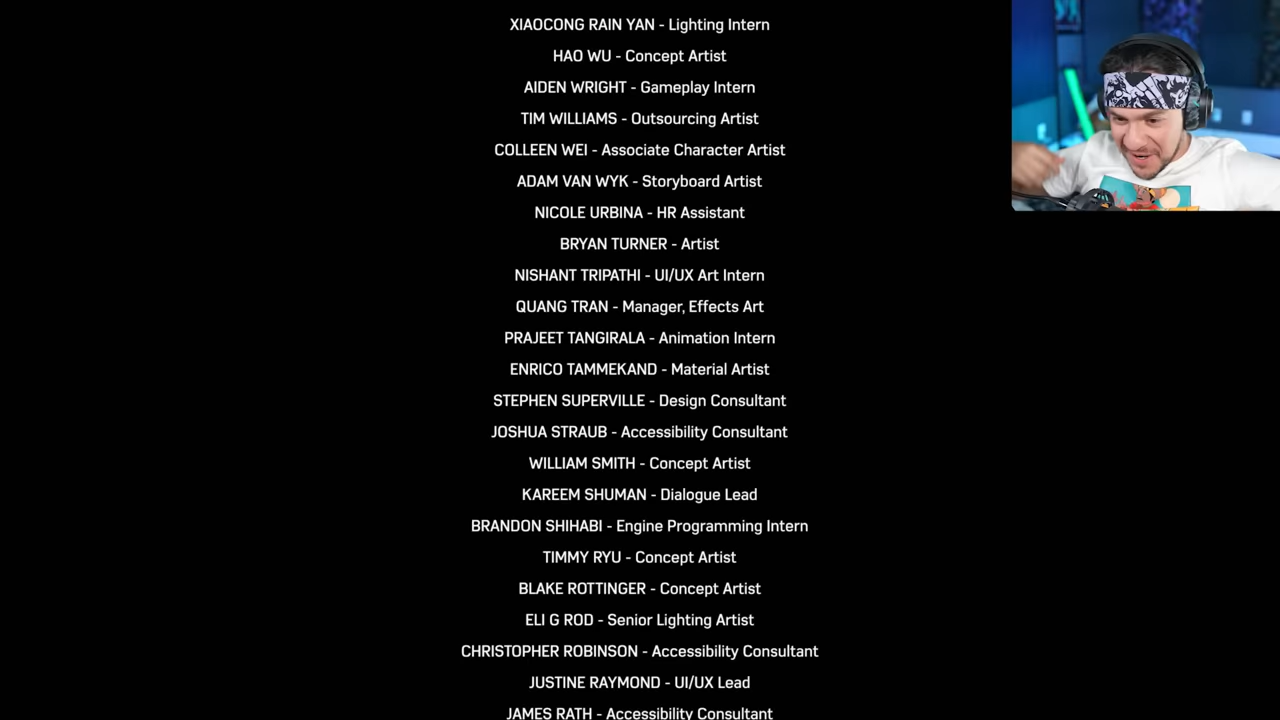 XIAOCONG RAIN YAN - Lighting Intern
HAO WU - Concept Artist
AIDEN WRIGHT - Gameplay Intern
TIM WILLIAMS - Outsourcing Artist
COLLEEN WEI - Associate Character Artist
ADAM VAN WYK - Storyboard Artist
NICOLE URBINA - HR Assistant
BRYAN TURNER - Artist
NISHANT TRIPATHI - UI/UX Art Intern
QUANG TRAN - Manager, Effects Art
PRAJEET TANGIRALA - Animation Intern
ENRICO TAMMEKAND - Material Artist
STEPHEN SUPERVILLE - Design Consultant
JOSHUA STRAUB - Accessibility Consultant
WILLIAM SMITH - Concept Artist
KAREEM SHUMAN - Dialogue Lead
BRANDON SHIHABI - Engine Programming Intern
TIMMY RYU - Concept Artist
BLAKE ROTTINGER - Concept Artist
ELI G ROD - Senior Lighting Artist
CHRISTOPHER ROBINSON - Accessibility Consultant
JUSTINE RAYMOND - UI/UX Lead
JAMES RATH - Accessibility Consultant